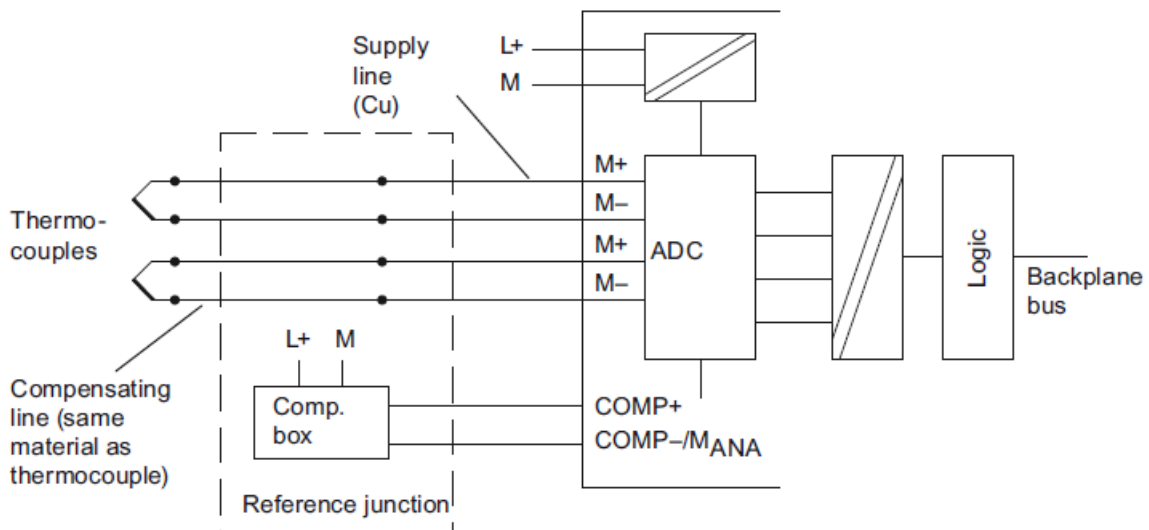 Supply
line
(Cu)
L+
M
M+
M–
M+
M–
ADC
Thermo-
couples
Logic
Backplane
bus
L+ M
Compensating
line (same
material as
thermocouple)
Comp.
box
COMP+
COMP–/MANA
Reference junction